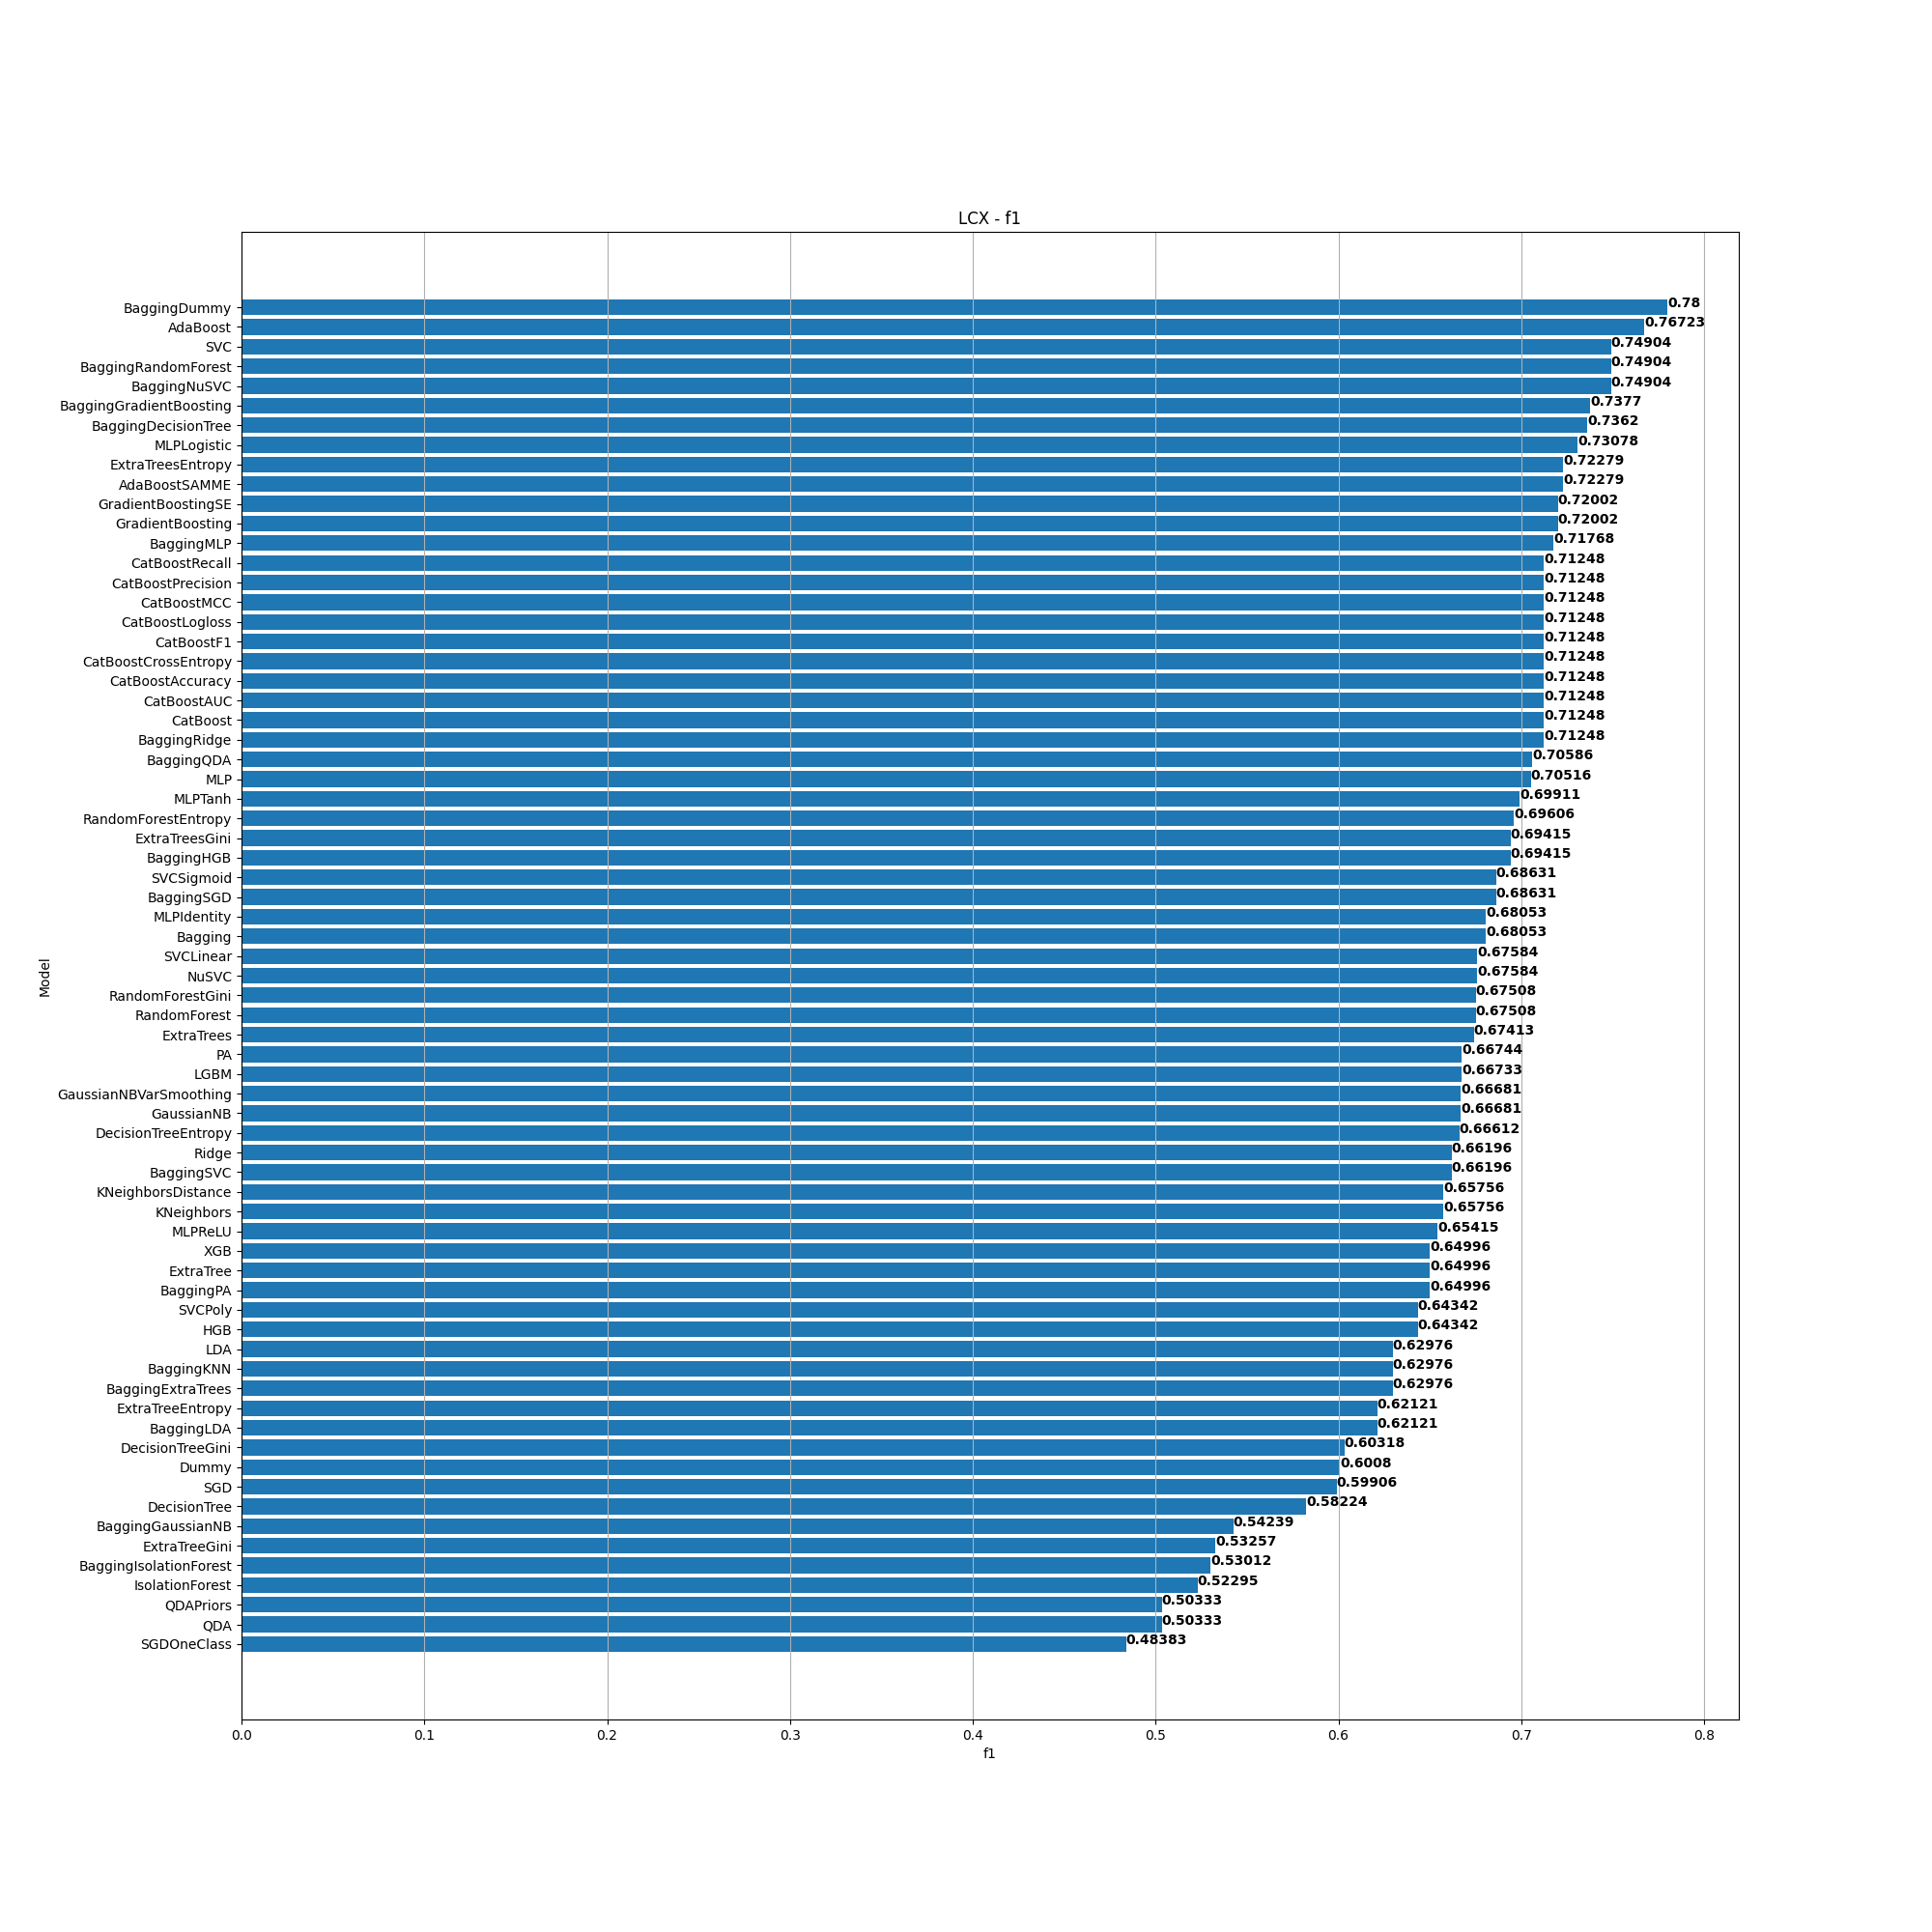 LCX - f1
BaggingDummy 0.78
AdaBoost 0.76723
SVC 0.74904
BaggingRandomForest 0.74904
BaggingNuSVC 0.74904
BaggingGradientBoosting 0.7377
BaggingDecisionTree 0.7362
MLPLogistic 0.73078
ExtraTreesEntropy 0.72279
AdaBoostSAMME 0.72279
GradientBoostingSE 0.72002
GradientBoosting 0.72002
BaggingMLP 0.71768
CatBoostRecall 0.71248
CatBoostPrecision 0.71248
CatBoostMCC 0.71248
CatBoostLogloss 0.71248
CatBoostF1 0.71248
CatBoostCrossEntropy 0.71248
CatBoostAccuracy 0.71248
CatBoostAUC 0.71248
CatBoost 0.71248
BaggingRidge 0.71248
BaggingQDA 0.70586
MLP 0.70516
MLPTanh 0.69911
RandomForestEntropy 0.69606
ExtraTreesGini 0.69415
BaggingHGB 0.69415
SVCSigmoid 0.68631
BaggingSGD 0.68631
MLPIdentity 0.68053
Bagging 0.68053
SVCLinear 0.67584
NuSVC 0.67584
RandomForestGini 0.67508
RandomForest 0.67508
ExtraTrees 0.67413
PA 0.66744
LGBM 0.66733
GaussianNBVarSmoothing 0.66681
GaussianNB 0.66681
DecisionTreeEntropy 0.66612
Ridge 0.66196
BaggingSVC 0.66196
KNeighborsDistance 0.65756
KNeighbors 0.65756
MLPReLU 0.65415
XGB 0.64996
ExtraTree 0.64996
BaggingPA 0.64996
SVCPoly 0.64342
HGB 0.64342
LDA 0.62976
BaggingKNN 0.62976
BaggingExtraTrees 0.62976
ExtraTreeEntropy 0.62121
BaggingLDA 0.62121
DecisionTreeGini 0.60318
Dummy 0.6008
SGD 0.59906
DecisionTree 0.58224
BaggingGaussianNB 0.54239
ExtraTreeGini 0.53257
BaggingIsolationForest 0.53012
IsolationForest 0.52295
QDAPriors 0.50333
QDA 0.50333
SGDOneClass 0.48383
Model
0.0 0.1 0.2 0.3 0.4 0.5 0.6 0.7 0.8
f1